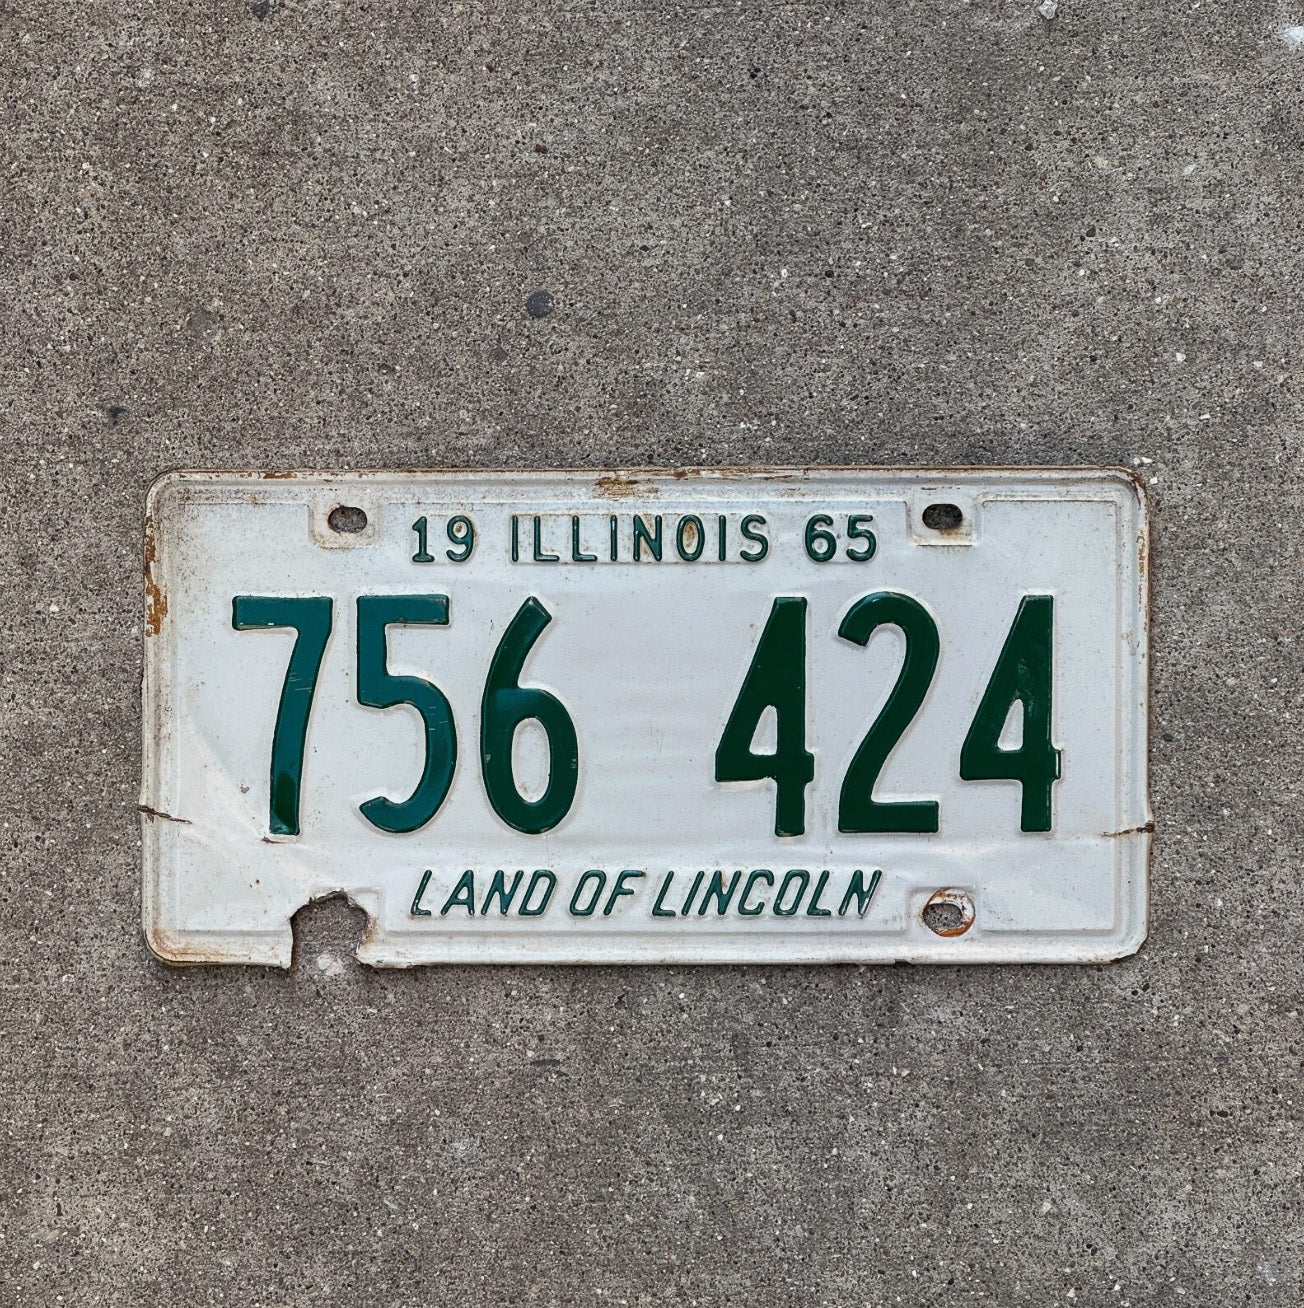 19 ILLINOIS 65
756 424
LAND OF LINCOLN